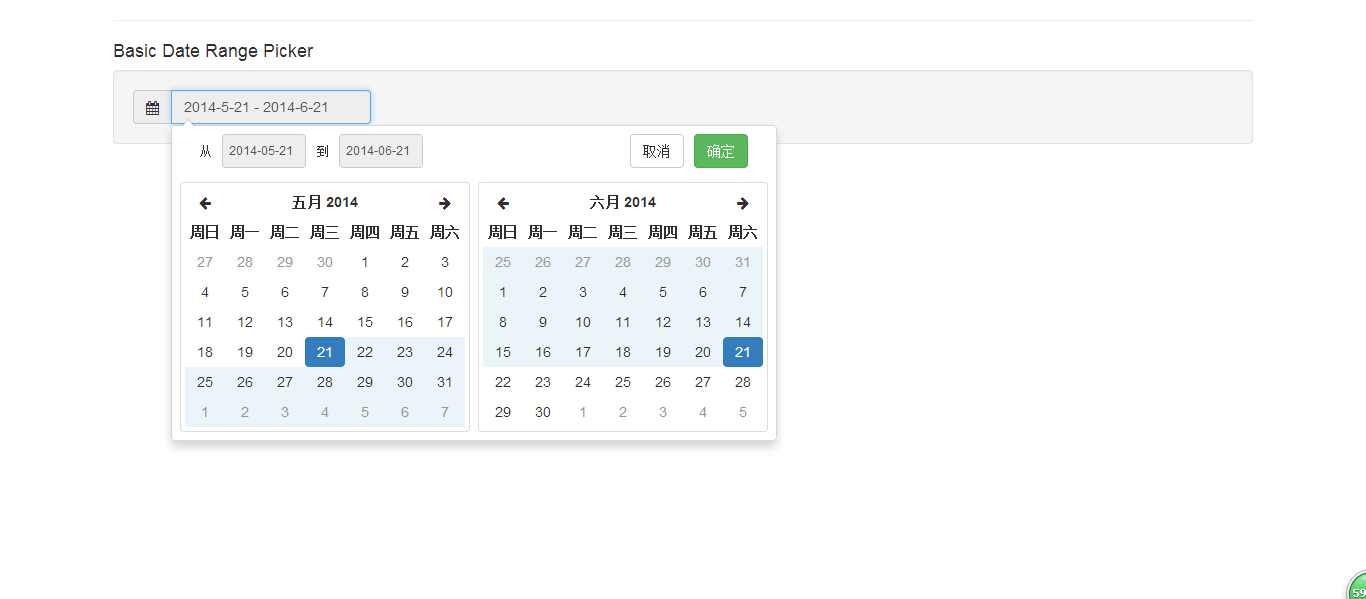 Basic Date Range Picker
2014-5-21 - 2014-6-21
从 2014-05-21 到 2014-06-21 取消 确定
五月 2014
周日 周一 周二 周三 周四 周五 周六
27 28 29 30 1 2 3
4 5 6 7 8 9 10
11 12 13 14 15 16 17
18 19 20 21 22 23 24
25 26 27 28 29 30 31
1 2 3 4 5 6 7
六月 2014
周日 周一 周二 周三 周四 周五 周六
25 26 27 28 29 30 31
1 2 3 4 5 6 7
8 9 10 11 12 13 14
15 16 17 18 19 20 21
22 23 24 25 26 27 28
29 30 1 2 3 4 5